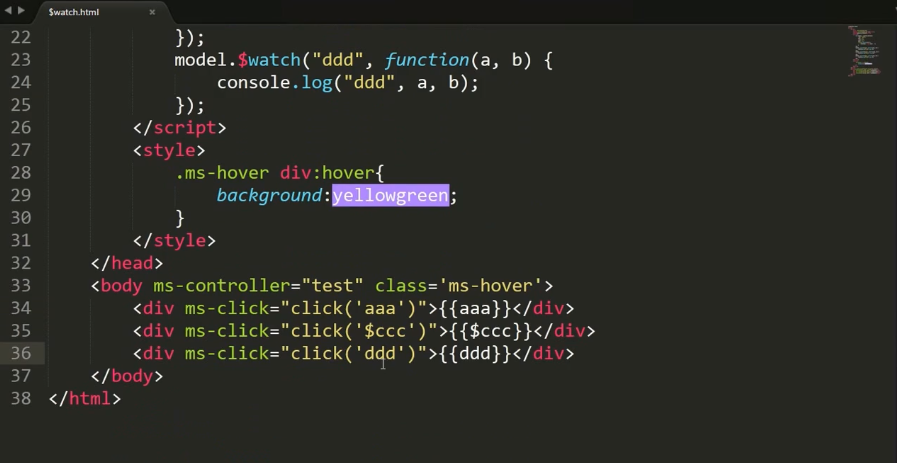 $watch.html
22 });
23 model.$watch("ddd", function(a, b) {
24 console.log("ddd", a, b);
25 });
26 </script>
27 <style>
28 .ms-hover div:hover{
29 background:yellowgreen;
30 }
31 </style>
32 </head>
33 <body ms-controller="test" class='ms-hover'>
34 <div ms-click="click('aaa')">{{aaa}}</div>
35 <div ms-click="click('$ccc')">{{$ccc}}</div>
36 <div ms-click="click('ddd')">{{ddd}}</div>
37 </body>
38 </html>